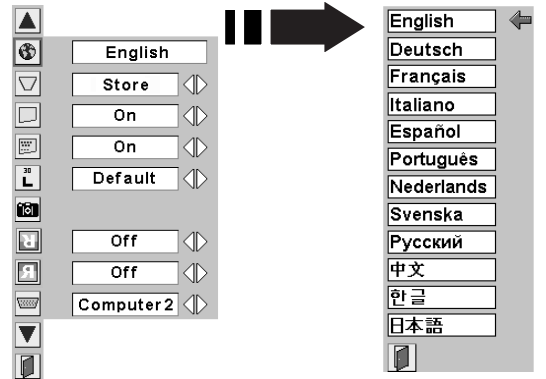 English
Store
On
On
30
L
Default
Off
Off
Computer2
English
Deutsch
Français
Italiano
Español
Português
Nederlands
Svenska
Русский
中文
한글
日本語